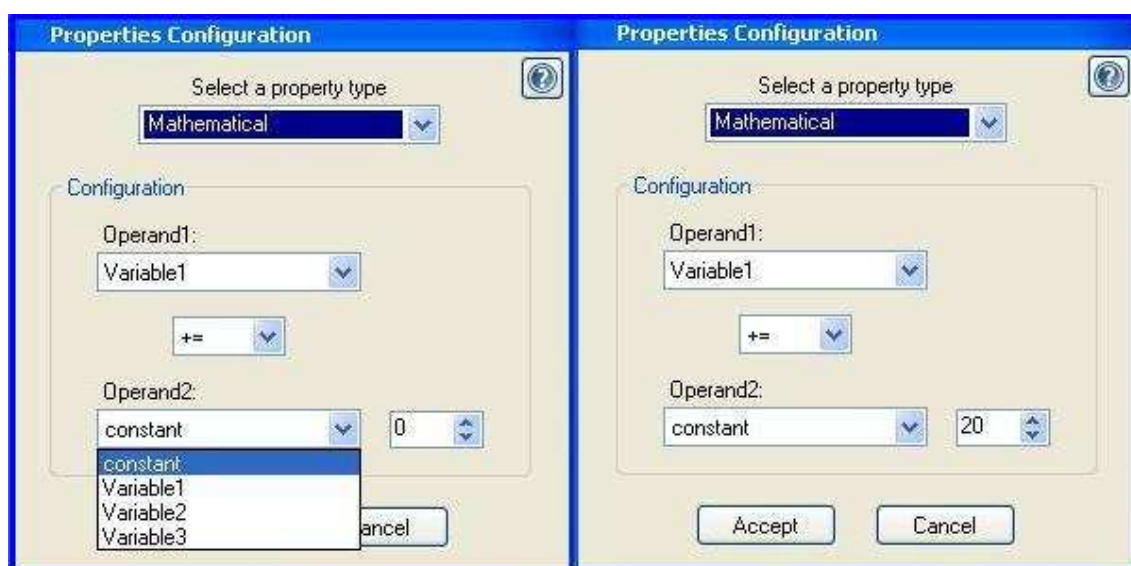 Properties Configuration
Select a property type
Mathematical
Configuration
Operand1:
Variable1
+=
Operand2:
constant 0
constant
Variable1
Variable2
Variable3
Properties Configuration
Select a property type
Mathematical
Configuration
Operand1:
Variable1
+=
Operand2:
constant 20
Accept Cancel